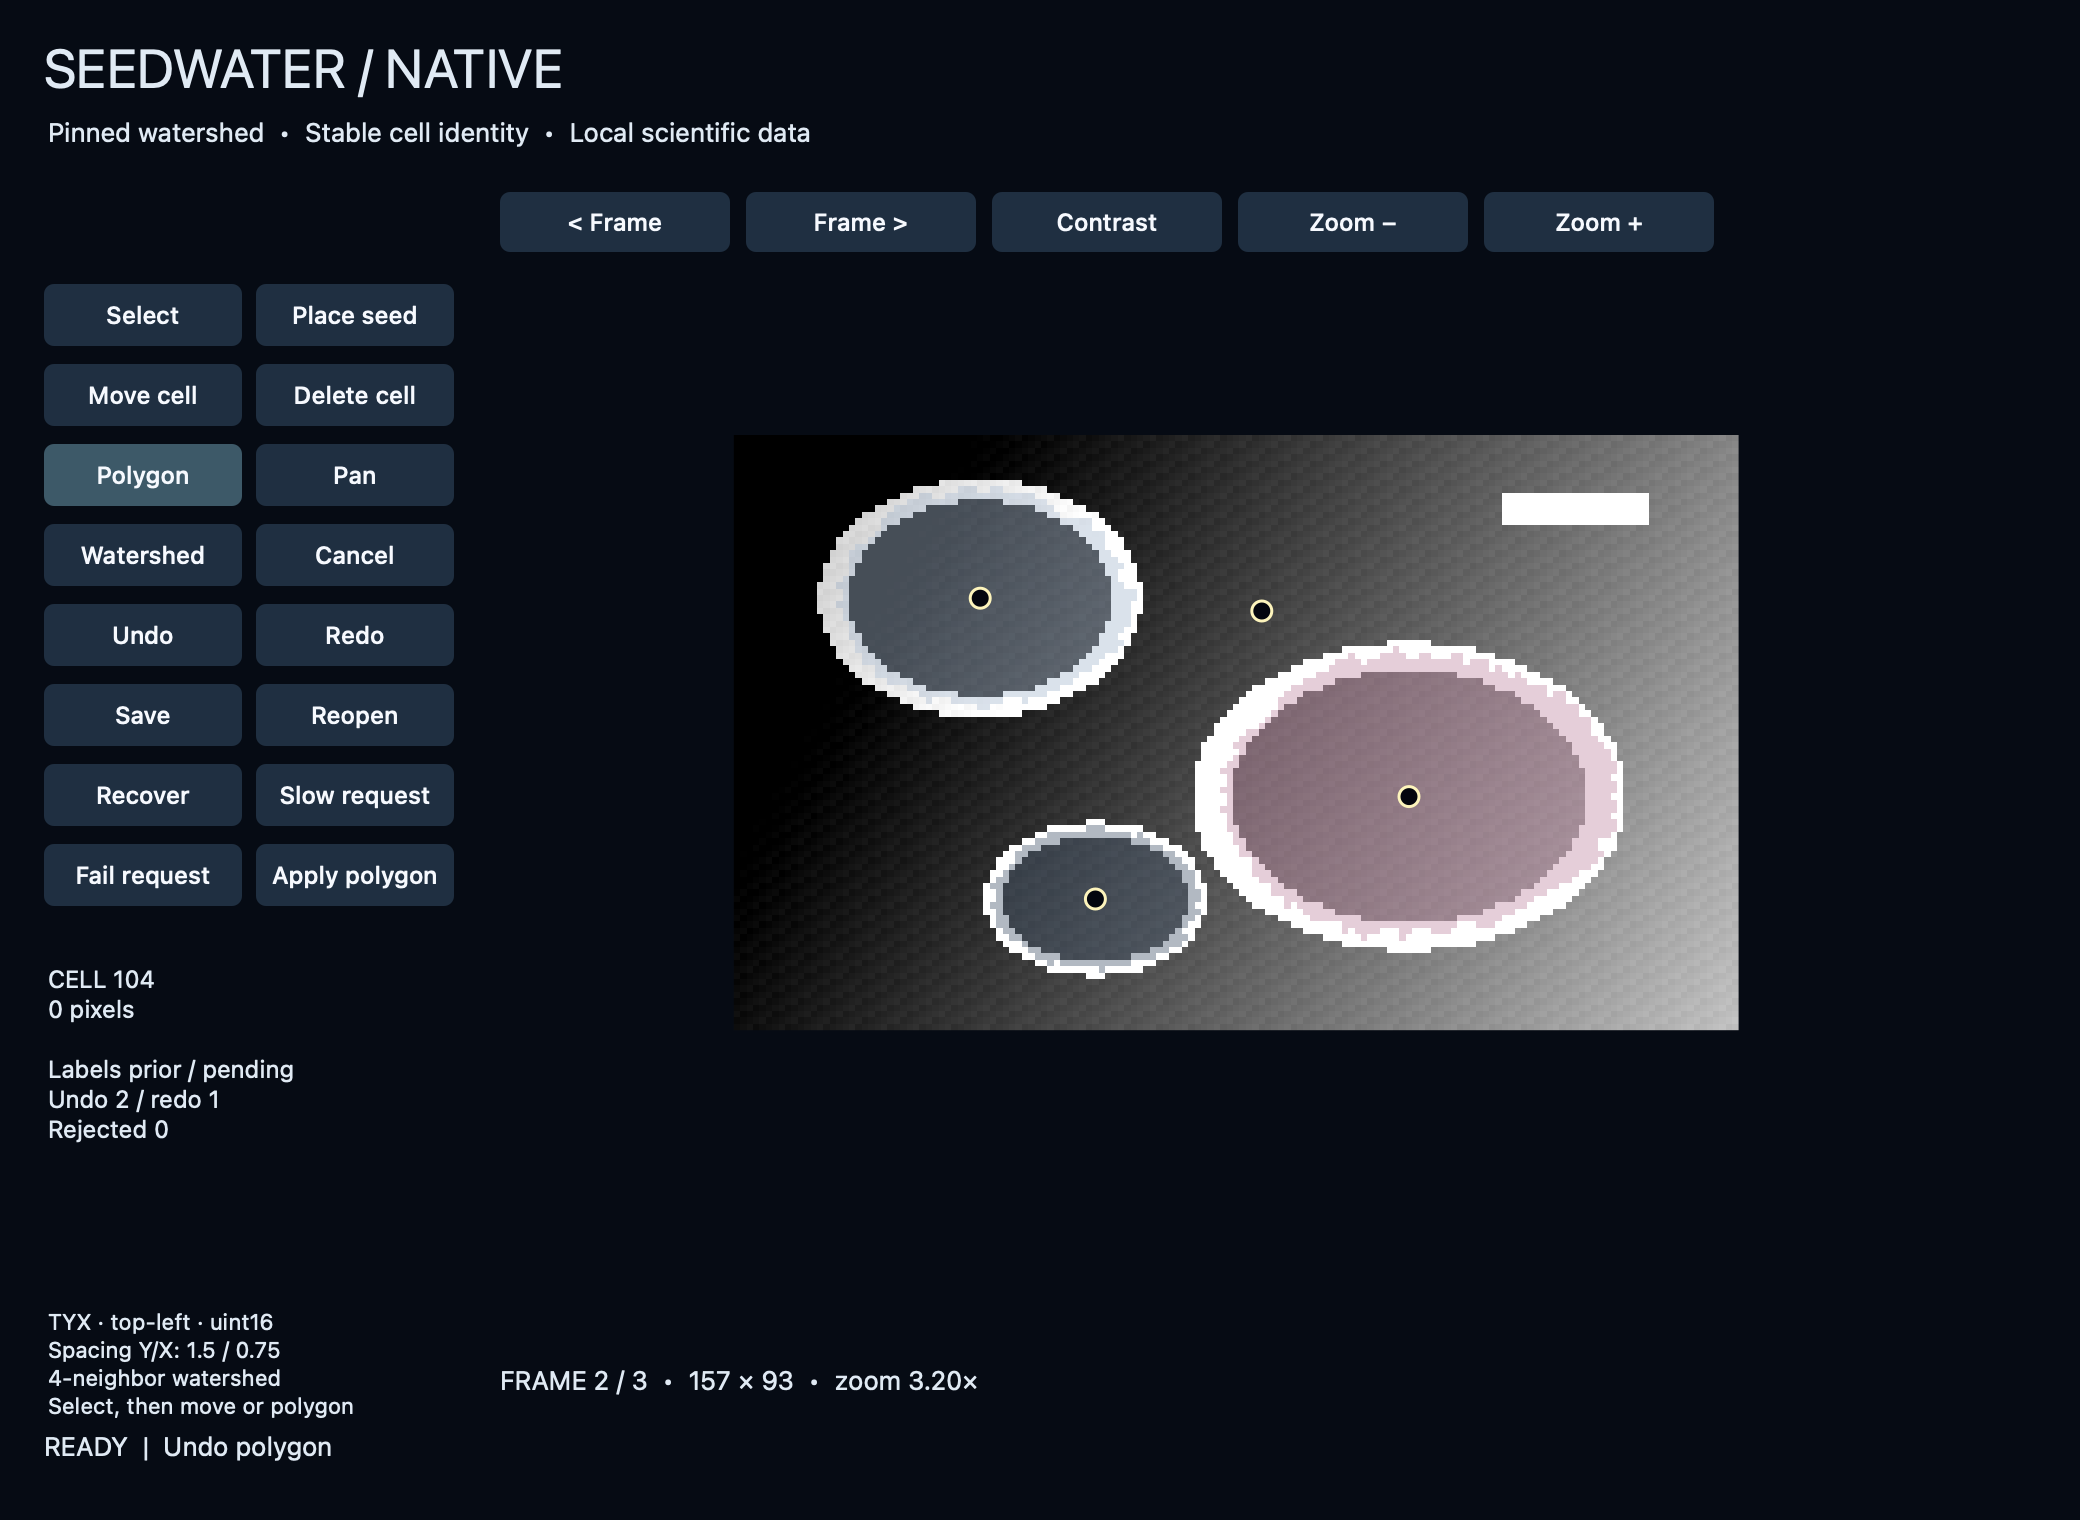 SEEDWATER / NATIVE
Pinned watershed • Stable cell identity • Local scientific data
< Frame
Frame >
Contrast
Zoom –
Zoom +
Select
Place seed
Move cell
Delete cell
Polygon
Pan
Watershed
Cancel
Undo
Redo
Save
Reopen
Recover
Slow request
Fail request
Apply polygon
CELL 104
0 pixels
Labels prior / pending
Undo 2 / redo 1
Rejected 0
TYX · top-left · uint16
Spacing Y/X: 1.5 / 0.75
4-neighbor watershed
Select, then move or polygon
FRAME 2 / 3 • 157 × 93 • zoom 3.20×
READY | Undo polygon